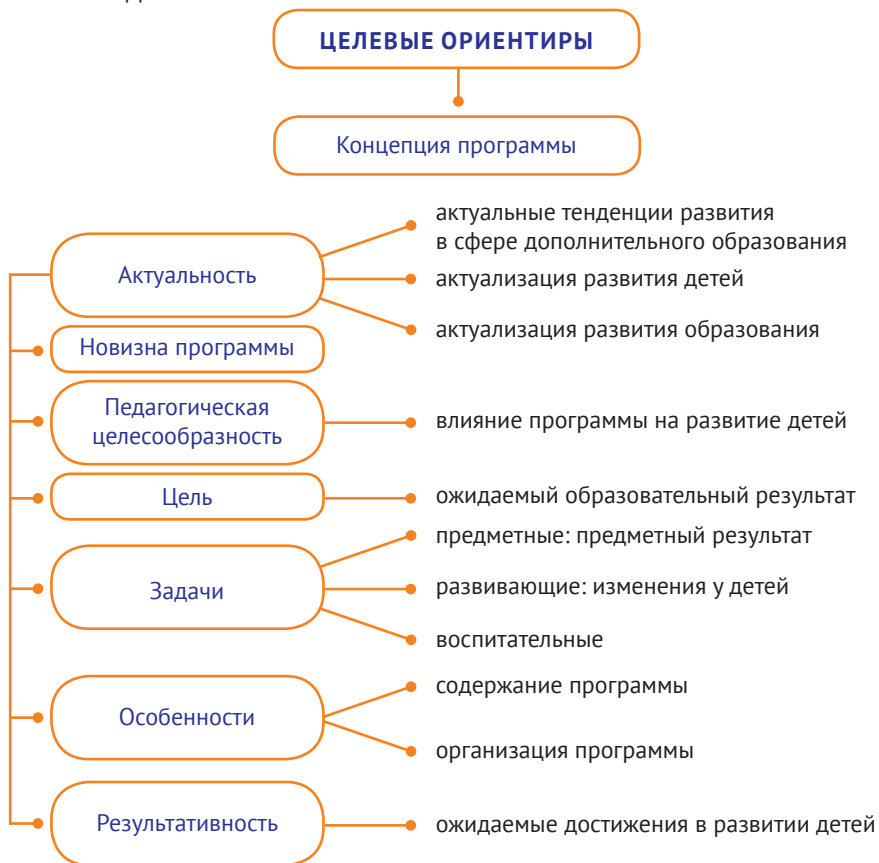 ЦЕЛЕВЫЕ ОРИЕНТИРЫ
Концепция программы
Актуальность
актуальные тенденции развития
в сфере дополнительного образования
актуализация развития детей
актуализация развития образования
Новизна программы
Педагогическая
целесообразность
влияние программы на развитие детей
Цель
ожидаемый образовательный результат
Задачи
предметные: предметный результат
развивающие: изменения у детей
воспитательные
Особенности
содержание программы
организация программы
Результативность
ожидаемые достижения в развитии детей